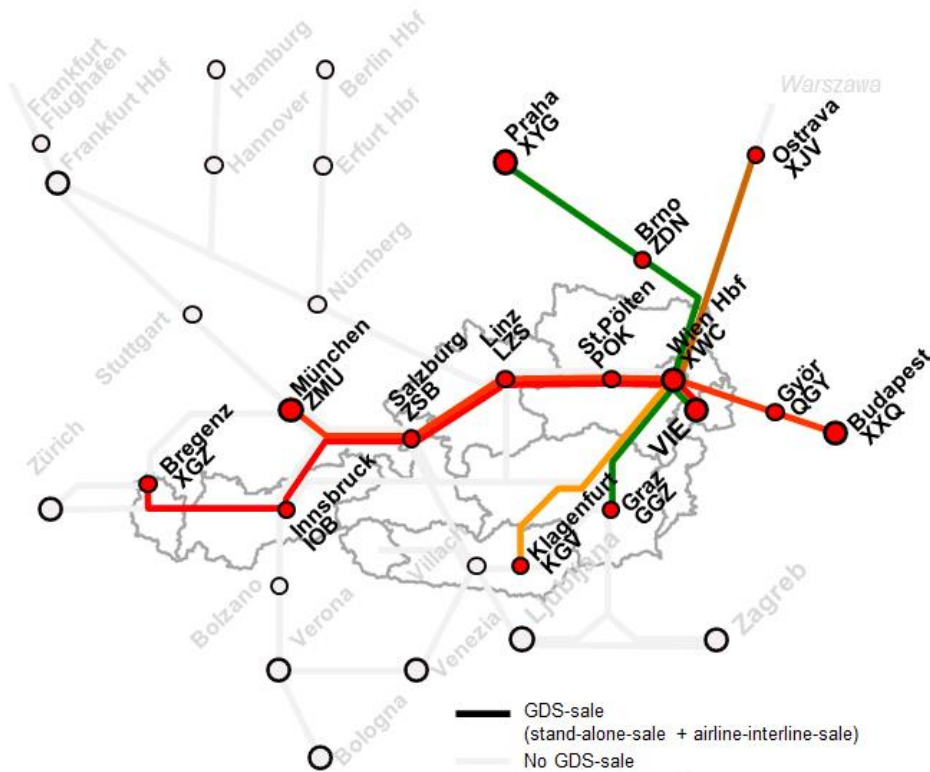 Frankfurt
Flughafen
Frankfurt Hbf
Hamburg
Hannover
Berlin Hbf
Erfurt Hbf
Nürnberg
Stuttgart
Zürich
Warszawa
Praha
XYG
Ostrava
XJV
Brno
ZDN
Wien Hbf
XWC
St.Pölten
POK
Linz
LZS
Salzburg
ZSB
München
ZMU
Bregenz
XGZ
Innsbruck
IOB
VIE
Györ
QGY
Budapest
XXQ
Graz
GGZ
Klagenfurt
KGV
Villach
Ljubljana
Zagreb
Bolzano
Verona
Venezia
Bologna
GDS-sale
(stand-alone-sale + airline-interline-sale)
No GDS-sale